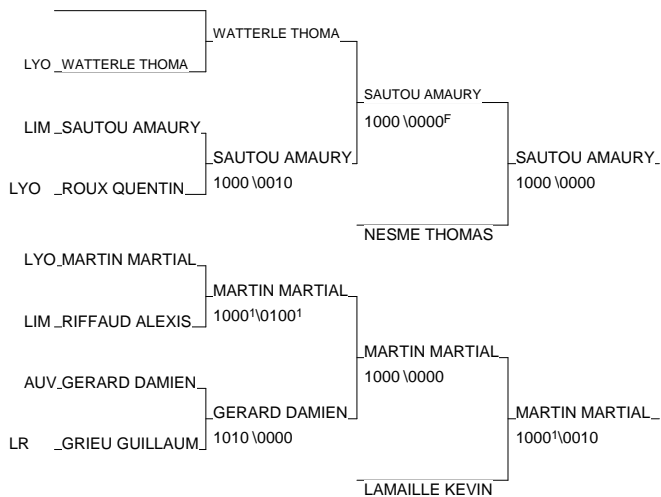 WATTERLE THOMA
LYO WATTERLE THOMA
SAUTOU AMAURY
1000\0000F
LIM SAUTOU AMAURY
SAUTOU AMAURY
1000\0010
SAUTOU AMAURY
1000\0000
LYO ROUX QUENTIN
NESME THOMAS
LYO MARTIN MARTIAL
MARTIN MARTIAL
1000¹\0100¹
LIM RIFFAUD ALEXIS
MARTIN MARTIAL
1000\0000
AUV GERARD DAMIEN
GERARD DAMIEN
1010\0000
MARTIN MARTIAL
1000¹\0010
LR GRIEU GUILLAUM
LAMAILLE KEVIN